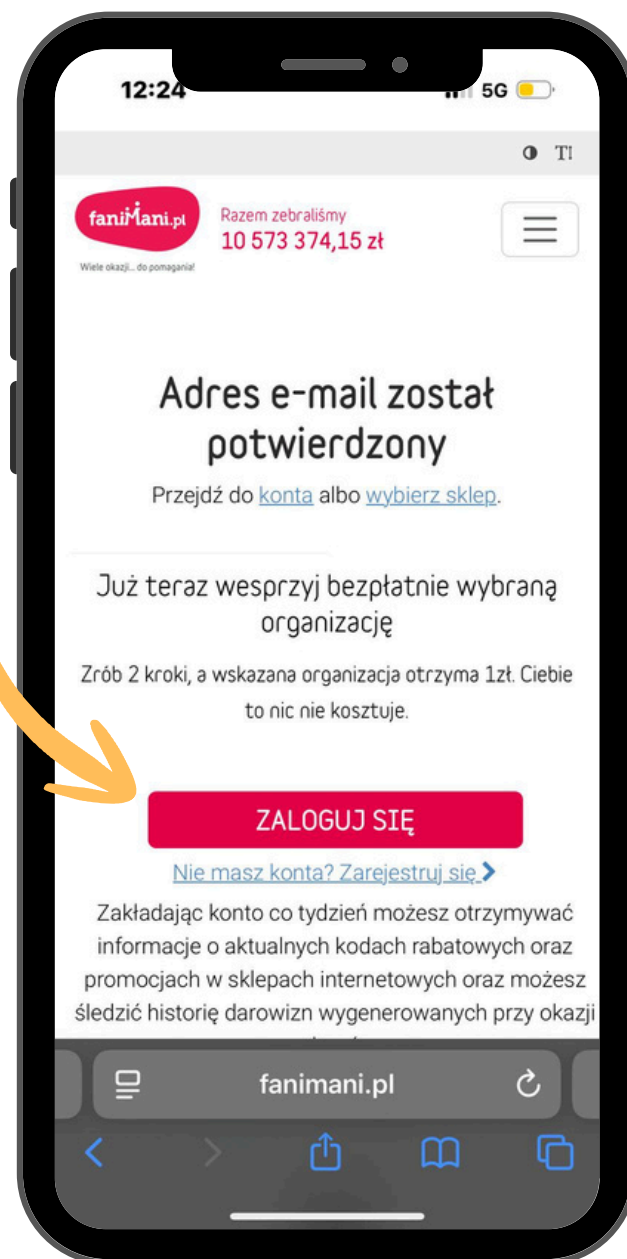 12:24
5G
TI
faniMani.pl
Razem zebraliśmy
10 573 374,15 zł
Wiele okazji... do pomagania!
Adres e-mail został
potwierdzony
Przejdź do konta albo wybierz sklep.
Już teraz wesprzyj bezpłatnie wybraną
organizację
Zrób 2 kroki, a wskazana organizacja otrzyma 1zł. Ciebie
to nic nie kosztuje.
ZALOGUJ SIĘ
Nie masz konta? Zarejestruj się
Zakładając konto co tydzień możesz otrzymywać
informacje o aktualnych kodach rabatowych oraz
promocjach w sklepach internetowych oraz możesz
śledzić historię darowizn wygenerowanych przy okazji
fanimani.pl